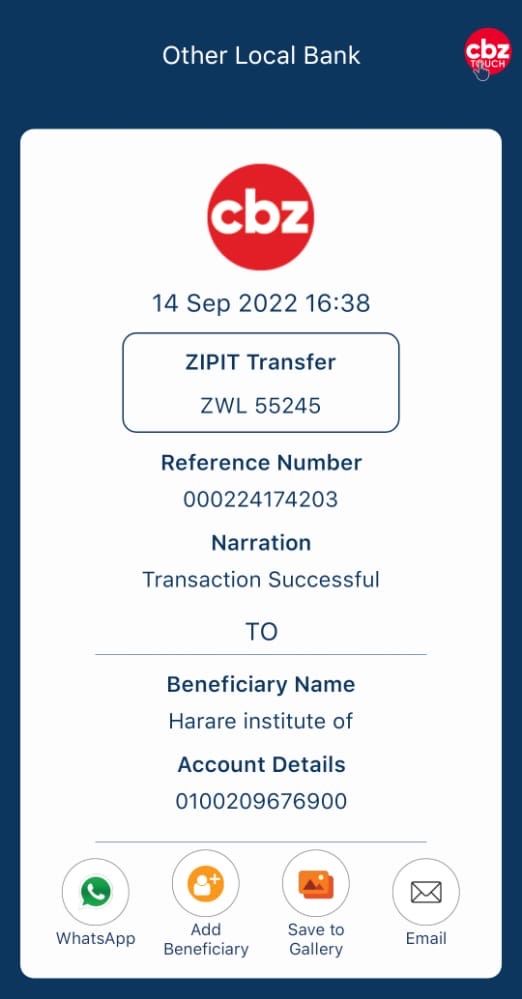 Other Local Bank
cbz
TOUCH
cbz
14 Sep 2022 16:38
ZIPIT Transfer
ZWL 55245
Reference Number
000224174203
Narration
Transaction Successful
TO
Beneficiary Name
Harare institute of
Account Details
0100209676900
WhatsApp
Add
Beneficiary
Save to
Gallery
Email